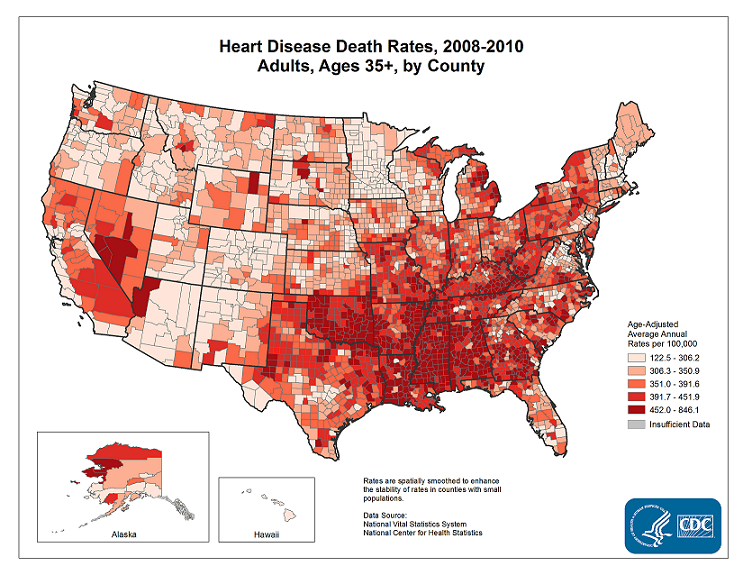 Heart Disease Death Rates, 2008-2010
Adults, Ages 35+, by County
Age-Adjusted
Average Annual
Rates per 100,000
122.5 - 306.2
306.3 - 350.9
351.0 - 391.6
391.7 - 451.9
452.0 - 846.1
Insufficient Data
Alaska
Hawaii
Rates are spatially smoothed to enhance
the stability of rates in counties with small
populations.
Data Source:
National Vital Statistics System
National Center for Health Statistics
CDC